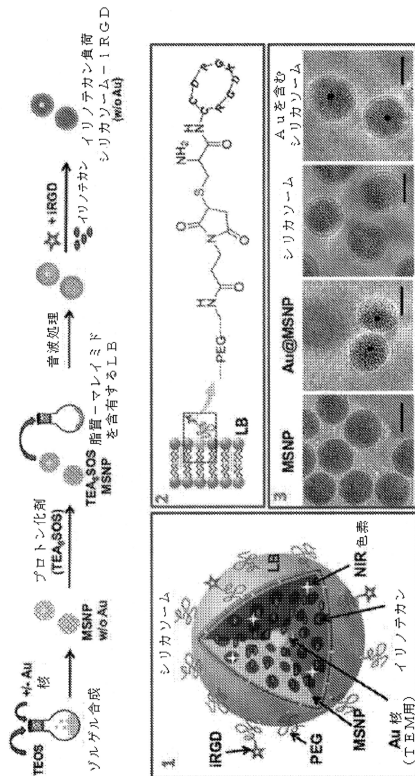 TEOS
+/- Au
核
ゾルゲル合成
MSNP
w/o Au
プロトン化剤
(TEA₈SOS)
TEA₈SOS
MSNP
脂質-マレイミド
を含有するLB
音波処理
+ iRGD
イリノテカン
イリノテカン負荷
シリカソーム-iRGD
(w/o Au)
1
シリカソーム
iRGD
LB
PEG
NIR 色素
MSNP
イリノテカン
Au 核
(TEM用)
2
LB
PEG
O
O
N
O
S
NH₂
O
3
MSNP
Au@MSNP
シリカソーム
Auを含む
シリカソーム